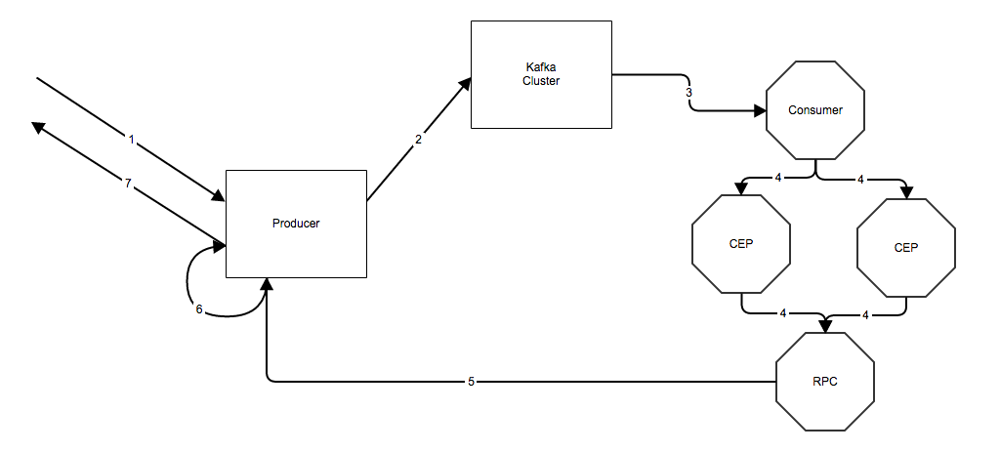 Kafka
Cluster
3
Consumer
1
2
7
4
4
Producer
CEP
CEP
6
4
4
5
RPC